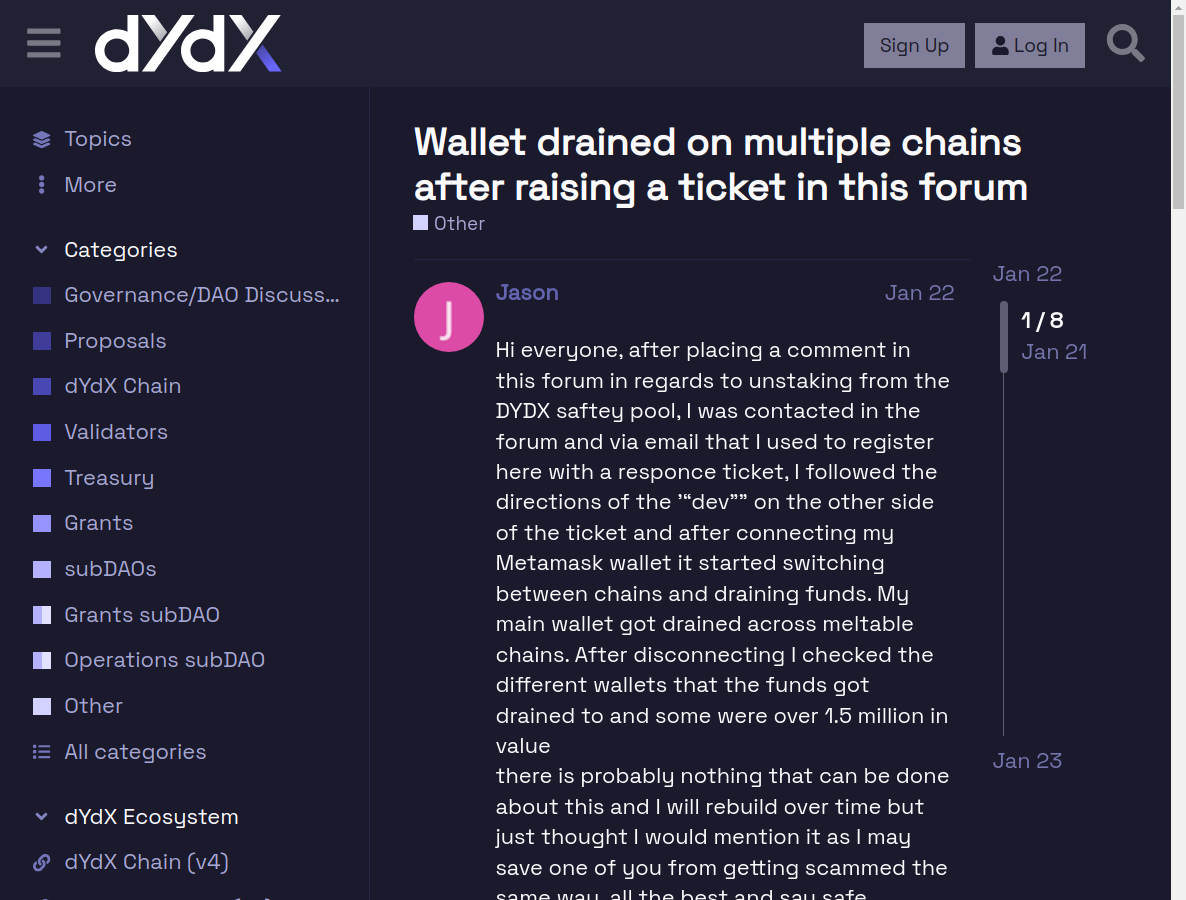 dYdX
Sign Up
Log In
Topics
More
Categories
Governance/DAO Discuss...
Proposals
dYdX Chain
Validators
Treasury
Grants
subDAOs
Grants subDAO
Operations subDAO
Other
All categories
dYdX Ecosystem
dYdX Chain (v4)
Wallet drained on multiple chains
after raising a ticket in this forum
Other
J
Jason
Jan 22
Hi everyone, after placing a comment in
this forum in regards to unstaking from the
DYDX saftey pool, I was contacted in the
forum and via email that I used to register
here with a responce ticket, I followed the
directions of the '“dev”” on the other side
of the ticket and after connecting my
Metamask wallet it started switching
between chains and draining funds. My
main wallet got drained across meltable
chains. After disconnecting I checked the
different wallets that the funds got
drained to and some were over 1.5 million in
value
there is probably nothing that can be done
about this and I will rebuild over time but
just thought I would mention it as I may
save one of you from getting scammed the
same way, all the best and say safe
Jan 22
1 / 8
Jan 21
Jan 23